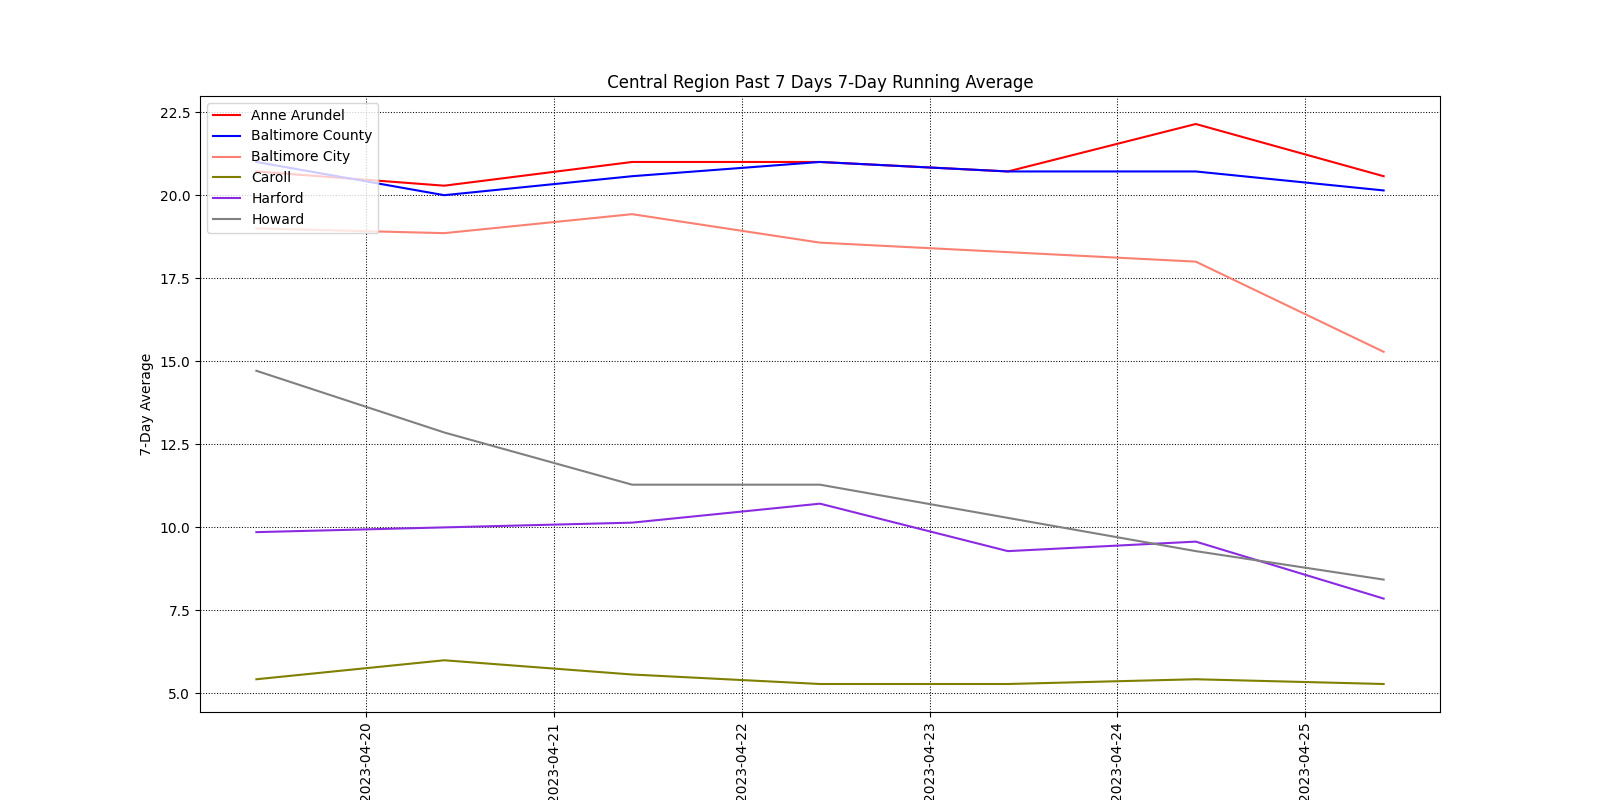 Central Region Past 7 Days 7-Day Running Average
Anne Arundel
Baltimore County
Baltimore City
Caroll
Harford
Howard
7-Day Average
22.5
20.0
17.5
15.0
12.5
10.0
7.5
5.0
2023-04-20
2023-04-21
2023-04-22
2023-04-23
2023-04-24
2023-04-25